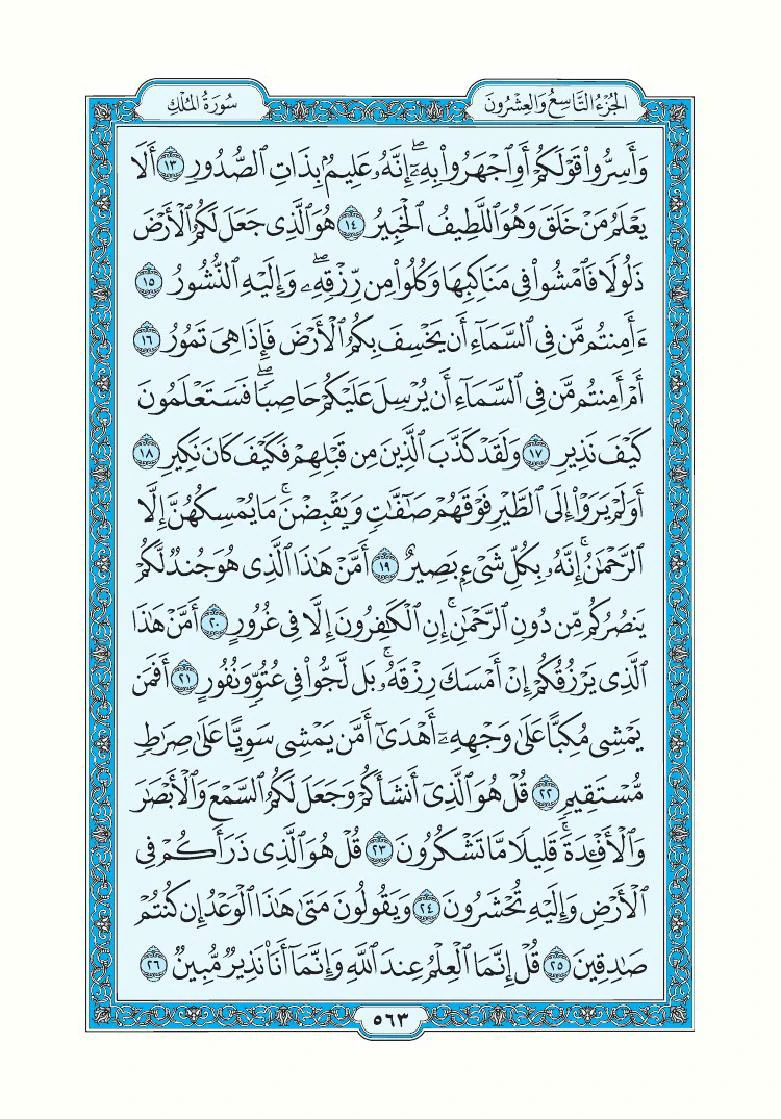 الجُزْءُ التَّاسِعُ وَالعِشْرُونَ
سُورَةُ المُلْكِ
وَأَسِرُّوا۟ قَوْلَكُمْ أَوِ ٱجْهَرُوا۟ بِهِۦٓ ۖ إِنَّهُۥ عَلِيمٌۢ بِذَاتِ ٱلصُّدُورِ ١٣ أَلَا
يَعْلَمُ مَنْ خَلَقَ وَهُوَ ٱللَّطِيفُ ٱلْخَبِيرُ ١٤ هُوَ ٱلَّذِى جَعَلَ لَكُمُ ٱلْأَرْضَ
ذَلُولًا فَٱمْشُوا۟ فِى مَنَاكِبِهَا وَكُلُوا۟ مِن رِّزْقِهِۦ ۖ وَإِلَيْهِ ٱلنُّشُورُ ١٥
ءَأَمِنتُم مَّن فِى ٱلسَّمَآءِ أَن يَخْسِفَ بِكُمُ ٱلْأَرْضَ فَإِذَا هِىَ تَمُورُ ١٦
أَمْ أَمِنتُم مَّن فِى ٱلسَّمَآءِ أَن يُرْسِلَ عَلَيْكُمْ حَاصِبًا ۖ فَسَتَعْلَمُونَ
كَيْفَ نَذِيرِ ١٧ وَلَقَدْ كَذَّبَ ٱلَّذِينَ مِن قَبْلِهِمْ فَكَيْفَ كَانَ نَكِيرِ ١٨
أَوَلَمْ يَرَوْا۟ إِلَى ٱلطَّيْرِ فَوْقَهُمْ صَـٰٓفَّـٰتٍ وَيَقْبِضْنَ ۚ مَا يُمْسِكُهُنَّ إِلَّا
ٱلرَّحْمَـٰنُ ۚ إِنَّهُۥ بِكُلِّ شَىْءٍۭ بَصِيرٌ ١٩ أَمَّنْ هَـٰذَا ٱلَّذِى هُوَ جُندٌ لَّكُمْ
يَنصُرُكُم مِّن دُونِ ٱلرَّحْمَـٰنِ ۚ إِنِ ٱلْكَـٰفِرُونَ إِلَّا فِى غُرُورٍ ٢٠ أَمَّنْ هَـٰذَا
ٱلَّذِى يَرْزُقُكُمْ إِنْ أَمْسَكَ رِزْقَهُۥ ۚ بَل لَّجُّوا۟ فِى عُتُوٍّ وَنُفُورٍ ٢١ أَفَمَن
يَمْشِى مُكِبًّا عَلَىٰ وَجْهِهِۦٓ أَهْدَىٰٓ أَمَّن يَمْشِى سَوِيًّا عَلَىٰ صِرَٰطٍ
مُّسْتَقِيمٍ ٢٢ قُلْ هُوَ ٱلَّذِىٓ أَنشَأَكُمْ وَجَعَلَ لَكُمُ ٱلسَّمْعَ وَٱلْأَبْصَـٰرَ
وَٱلْأَفْـِٔدَةَ ۖ قَلِيلًا مَّا تَشْكُرُونَ ٢٣ قُلْ هُوَ ٱلَّذِى ذَرَأَكُمْ فِى
ٱلْأَرْضِ وَإِلَيْهِ تُحْشَرُونَ ٢٤ وَيَقُولُونَ مَتَىٰ هَـٰذَا ٱلْوَعْدُ إِن كُنتُمْ
صَـٰدِقِينَ ٢٥ قُلْ إِنَّمَا ٱلْعِلْمُ عِندَ ٱللَّهِ وَإِنَّمَآ أَنَا۠ نَذِيرٌ مُّبِينٌ ٢٦
٥٦٣